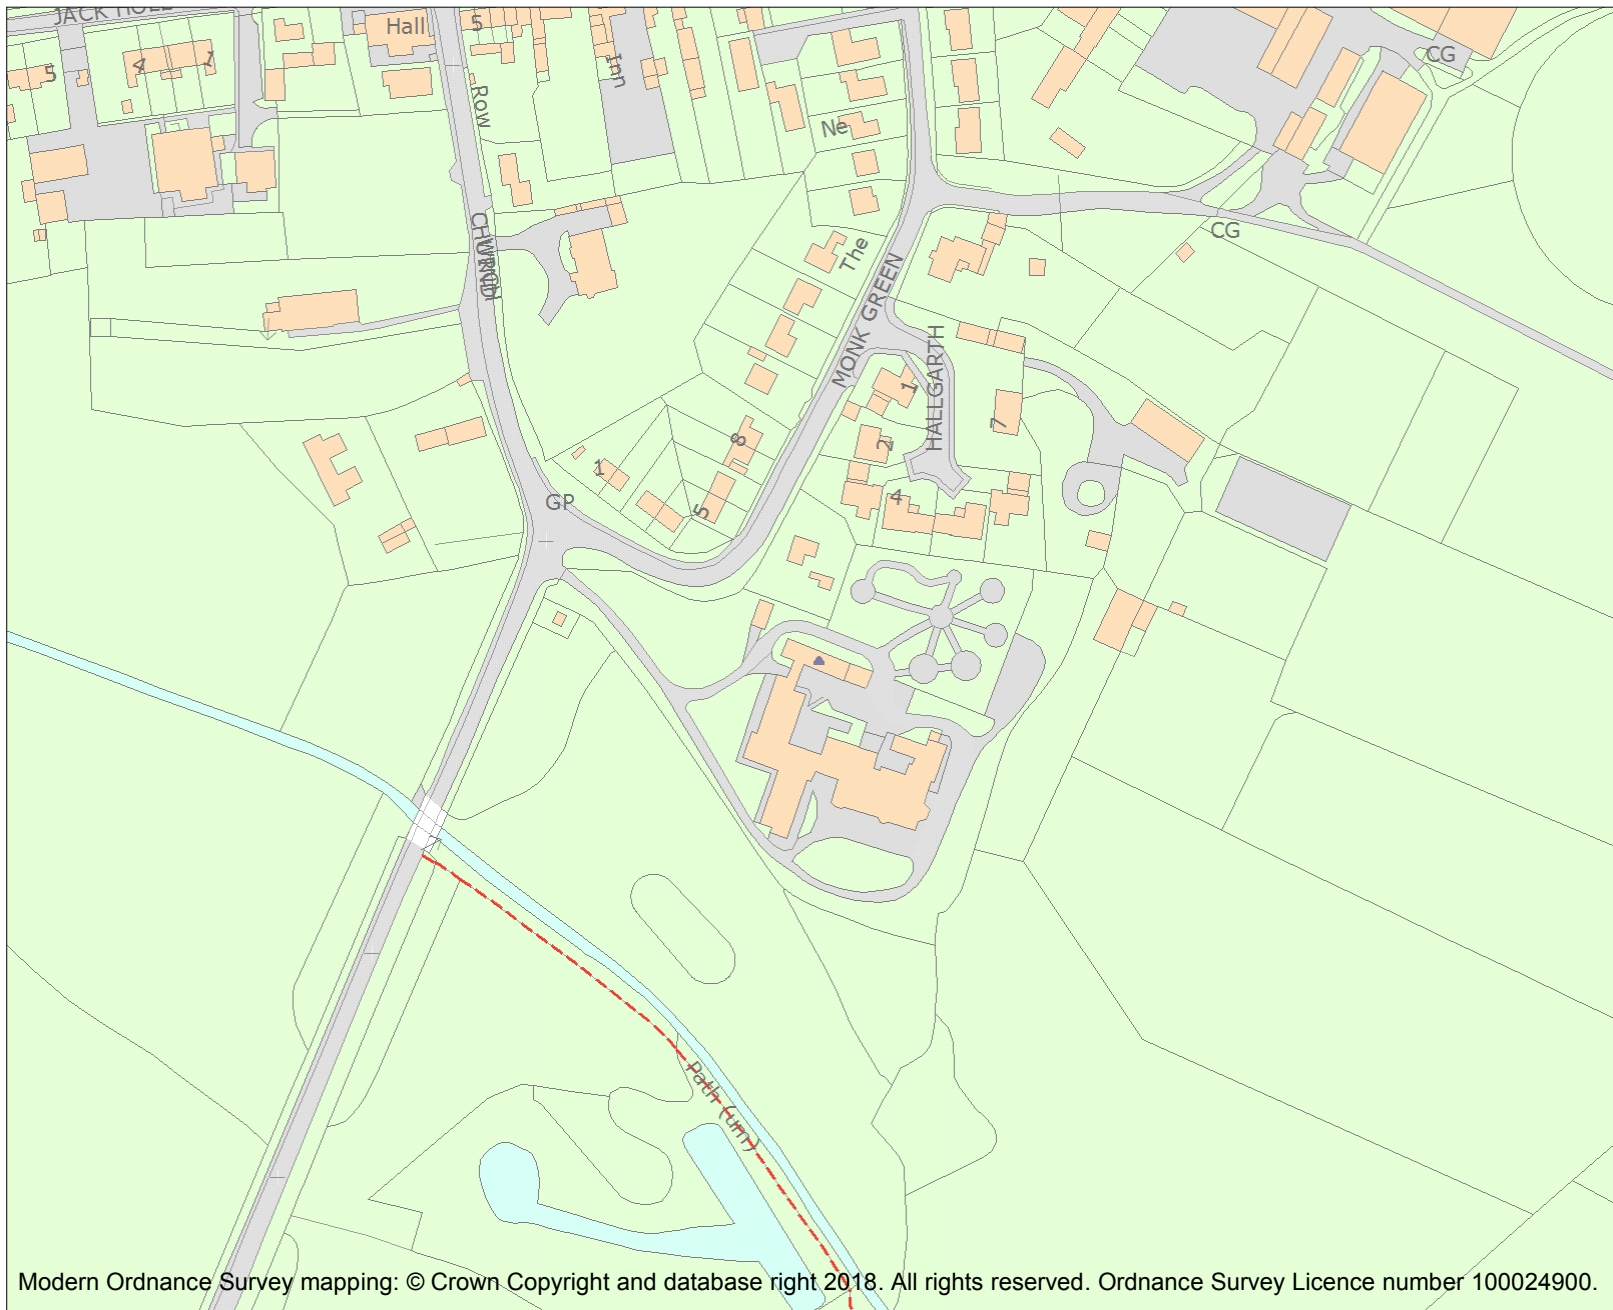 JACK HOLE
Hall
5
5
4
1
Inn
Row
CG
Ne
CHURCH
CG
The
MONK GREEN
HALLGARTH
1
7
8
2
1
4
GP
5
Path (um)
Modern Ordnance Survey mapping: © Crown Copyright and database right 2018. All rights reserved. Ordnance Survey Licence number 100024900.